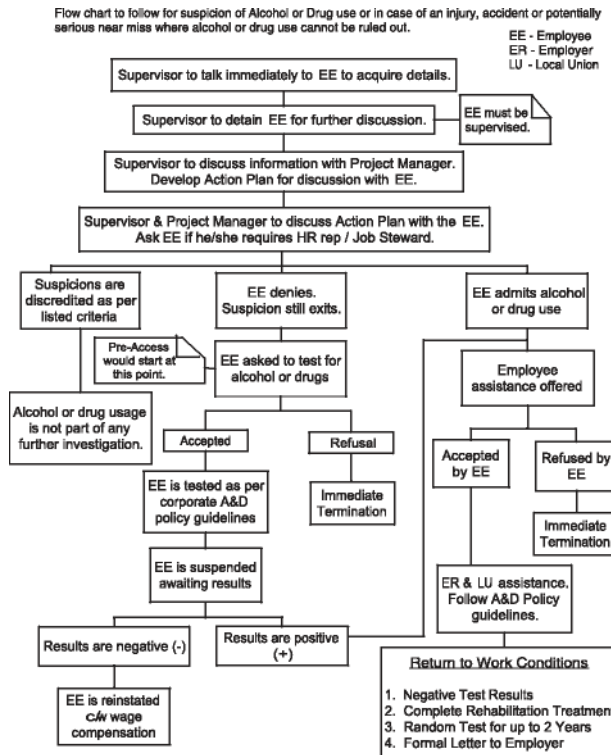 Flow chart to follow for suspicion of Alcohol or Drug use or in case of an injury, accident or potentially
serious near miss where alcohol or drug use cannot be ruled out.
EE - Employee
ER - Employer
LU - Local Union
Supervisor to talk immediately to EE to acquire details.
Supervisor to detain EE for further discussion.
EE must be
supervised.
Supervisor to discuss information with Project Manager.
Develop Action Plan for discussion with EE.
Supervisor & Project Manager to discuss Action Plan with the EE.
Ask EE if he/she requires HR rep / Job Steward.
Suspicions are
discredited as per
listed criteria
EE denies.
Suspicion still exits.
EE admits alcohol
or drug use
Pre-Access
would start at
this point.
EE asked to test for
alcohol or drugs
Employee
assistance offered
Alcohol or drug usage
is not part of any
further investigation.
Accepted
Refusal
Accepted
by EE
Refused by
EE
EE is tested as per
corporate A&D
policy guidelines
Immediate
Termination
Immediate
Termination
EE is suspended
awaiting results
ER & LU assistance.
Follow A&D Policy
guidelines.
Results are negative (-)
Results are positive
(+)
EE is reinstated
c/w wage
compensation
Return to Work Conditions
1. Negative Test Results
2. Complete Rehabilitation Treatment
3. Random Test for up to 2 Years
4. Formal Letter to Employer